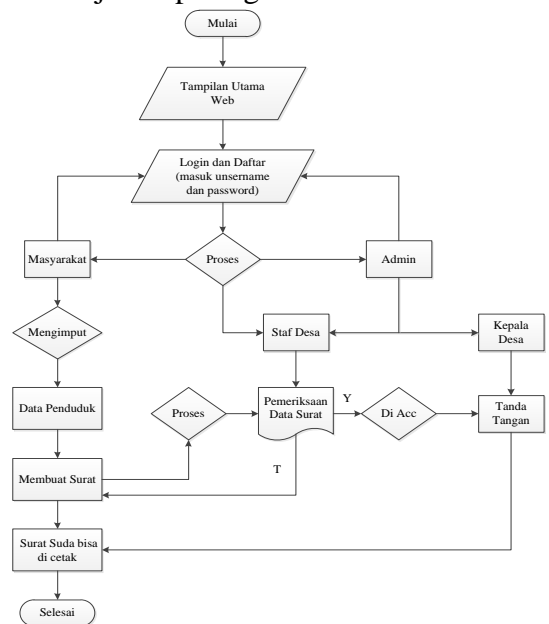 Mulai
Tampilan Utama
Web
Login dan Daftar
(masuk unsername
dan password)
Masyarakat
Proses
Admin
Mengimput
Staf Desa
Kepala
Desa
Data Penduduk
Proses
Pemeriksaan
Data Surat
Y
Di Acc
Tanda
Tangan
T
Membuat Surat
Surat Suda bisa
di cetak
Selesai